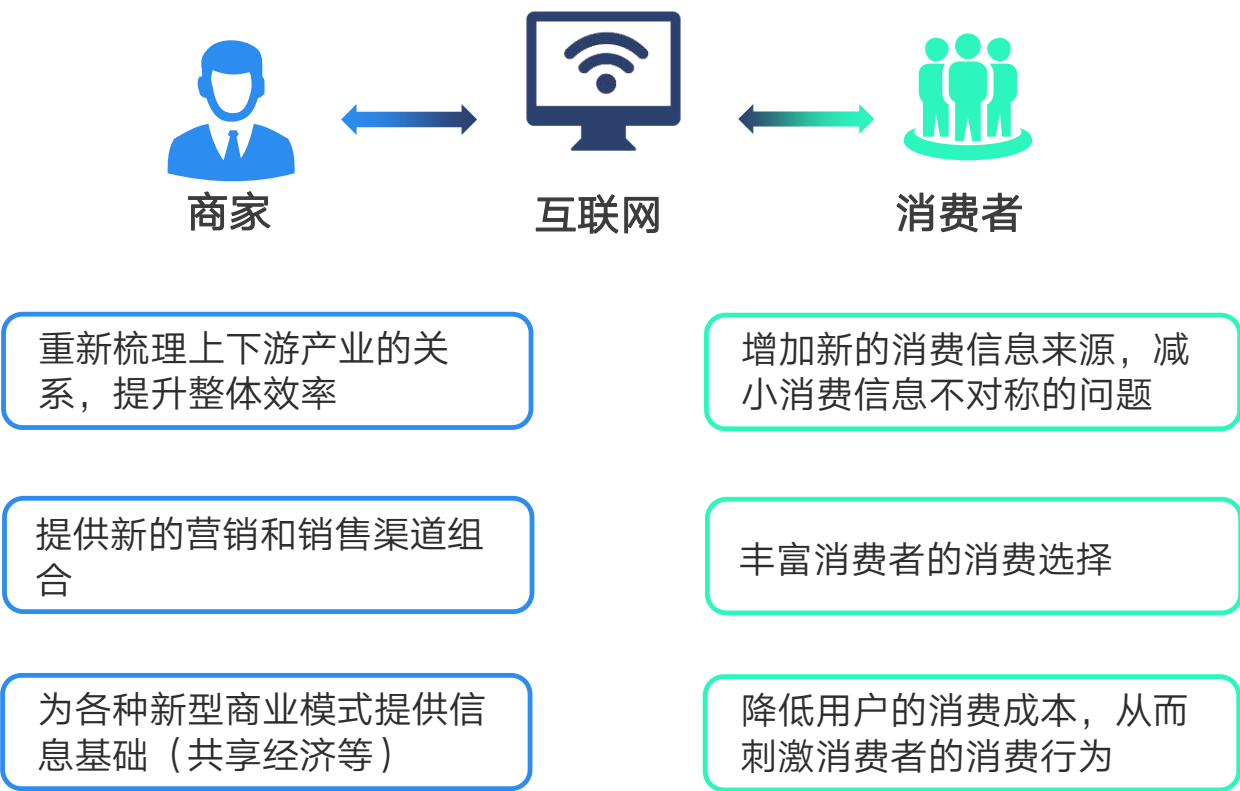 商家
互联网
消费者
重新梳理上下游产业的关
系，提升整体效率
增加新的消费信息来源，减
小消费信息不对称的问题
提供新的营销和销售渠道组
合
丰富消费者的消费选择
为各种新型商业模式提供信
息基础（共享经济等）
降低用户的消费成本，从而
刺激消费者的消费行为